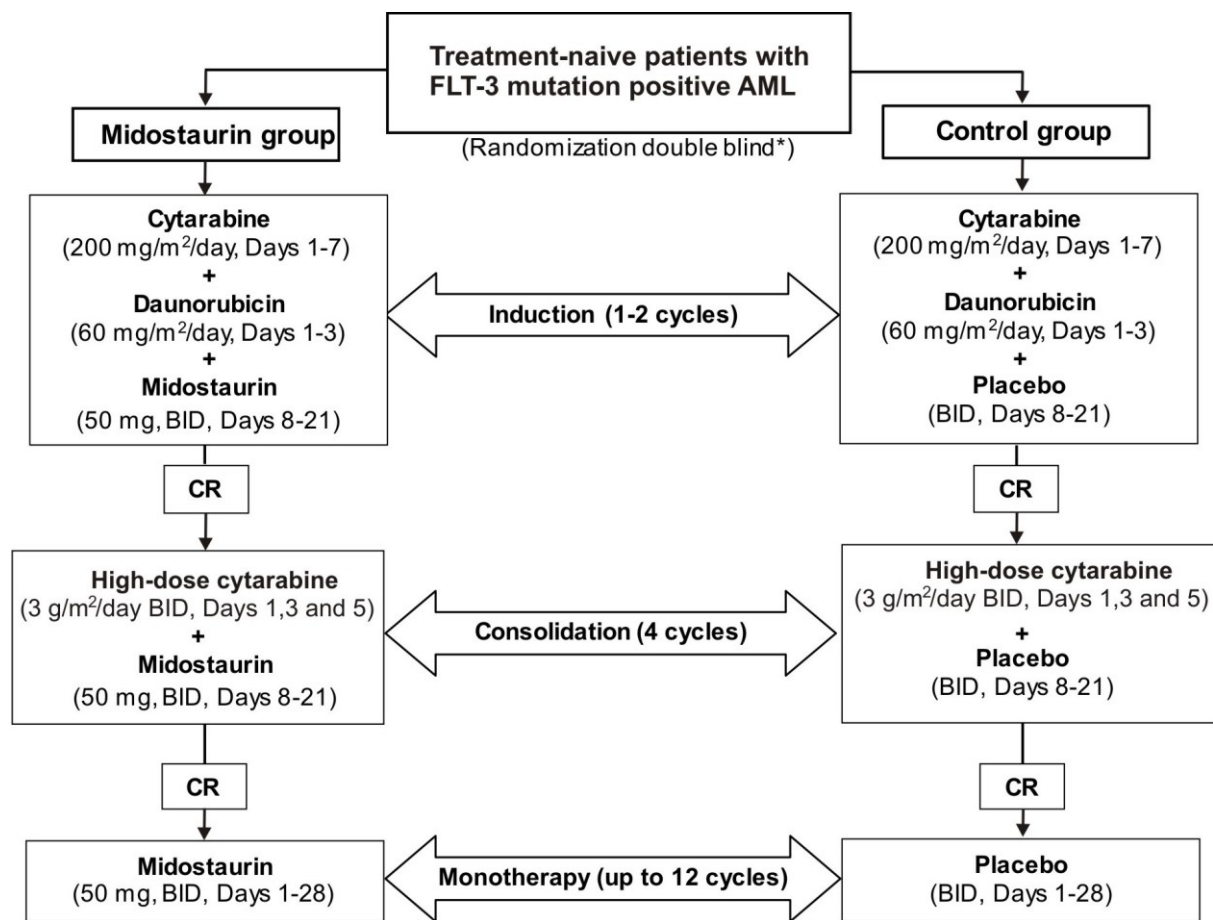 Treatment-naive patients with
FLT-3 mutation positive AML
(Randomization double blind*)
Midostaurin group
Control group
Cytarabine
(200 mg/m²/day, Days 1-7)
+
Daunorubicin
(60 mg/m²/day, Days 1-3)
+
Midostaurin
(50 mg, BID, Days 8-21)
Induction (1-2 cycles)
Cytarabine
(200 mg/m²/day, Days 1-7)
+
Daunorubicin
(60 mg/m²/day, Days 1-3)
+
Placebo
(BID, Days 8-21)
CR
CR
High-dose cytarabine
(3 g/m²/day BID, Days 1,3 and 5)
+
Midostaurin
(50 mg, BID, Days 8-21)
Consolidation (4 cycles)
High-dose cytarabine
(3 g/m²/day BID, Days 1,3 and 5)
+
Placebo
(BID, Days 8-21)
CR
CR
Midostaurin
(50 mg, BID, Days 1-28)
Monotherapy (up to 12 cycles)
Placebo
(BID, Days 1-28)